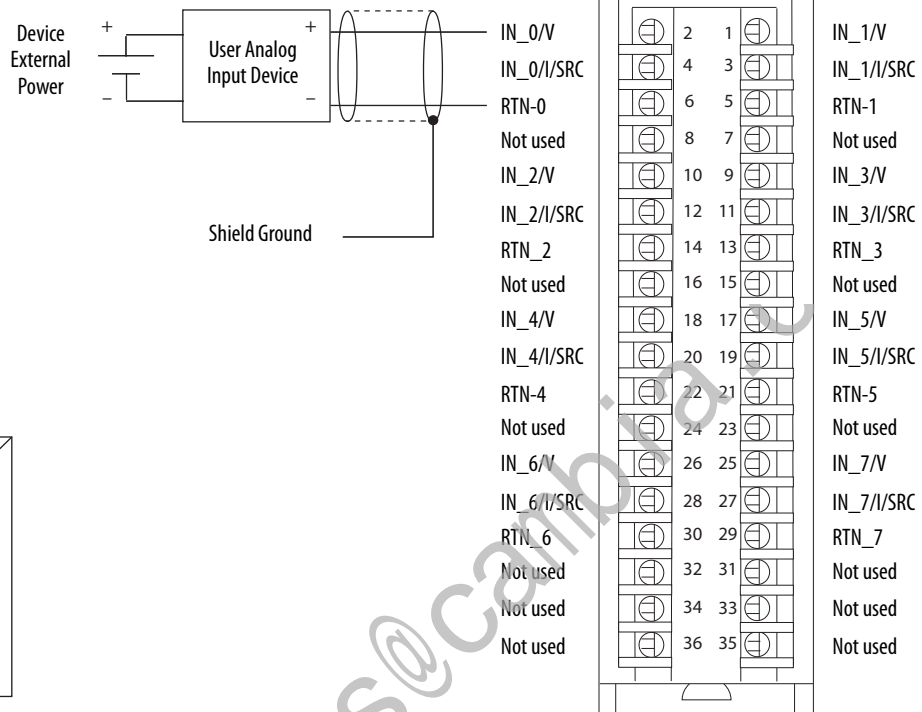 Device
External
Power
+
−
User Analog
Input Device
+
−
Shield Ground
IN_0/V 2 1 IN_1/V
IN_0/I/SRC 4 3 IN_1/I/SRC
RTN-0 6 5 RTN-1
Not used 8 7 Not used
IN_2/V 10 9 IN_3/V
IN_2/I/SRC 12 11 IN_3/I/SRC
RTN_2 14 13 RTN_3
Not used 16 15 Not used
IN_4/V 18 17 IN_5/V
IN_4/I/SRC 20 19 IN_5/I/SRC
RTN-4 22 21 RTN-5
Not used 24 23 Not used
IN_6/V 26 25 IN_7/V
IN_6/I/SRC 28 27 IN_7/I/SRC
RTN_6 30 29 RTN_7
Not used 32 31 Not used
Not used 34 33 Not used
Not used 36 35 Not used
s@cambia.c